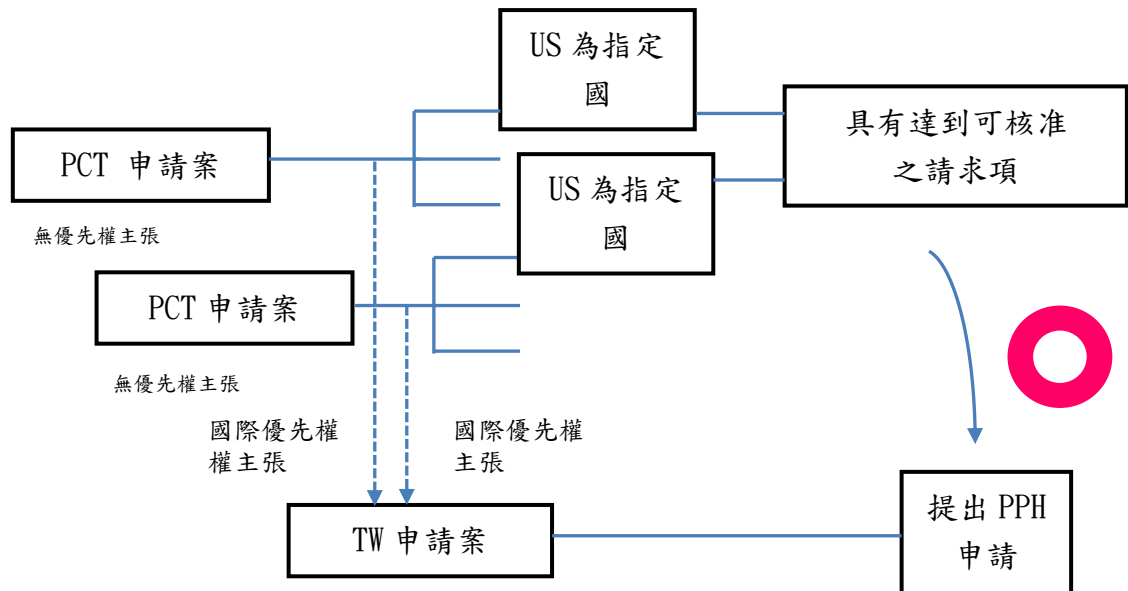 US 為指定
國
具有達到可核准
之請求項
PCT 申請案
無優先權主張
US 為指定
國
PCT 申請案
無優先權主張
國際優先權
權主張
國際優先權
主張
TW 申請案
提出 PPH
申請